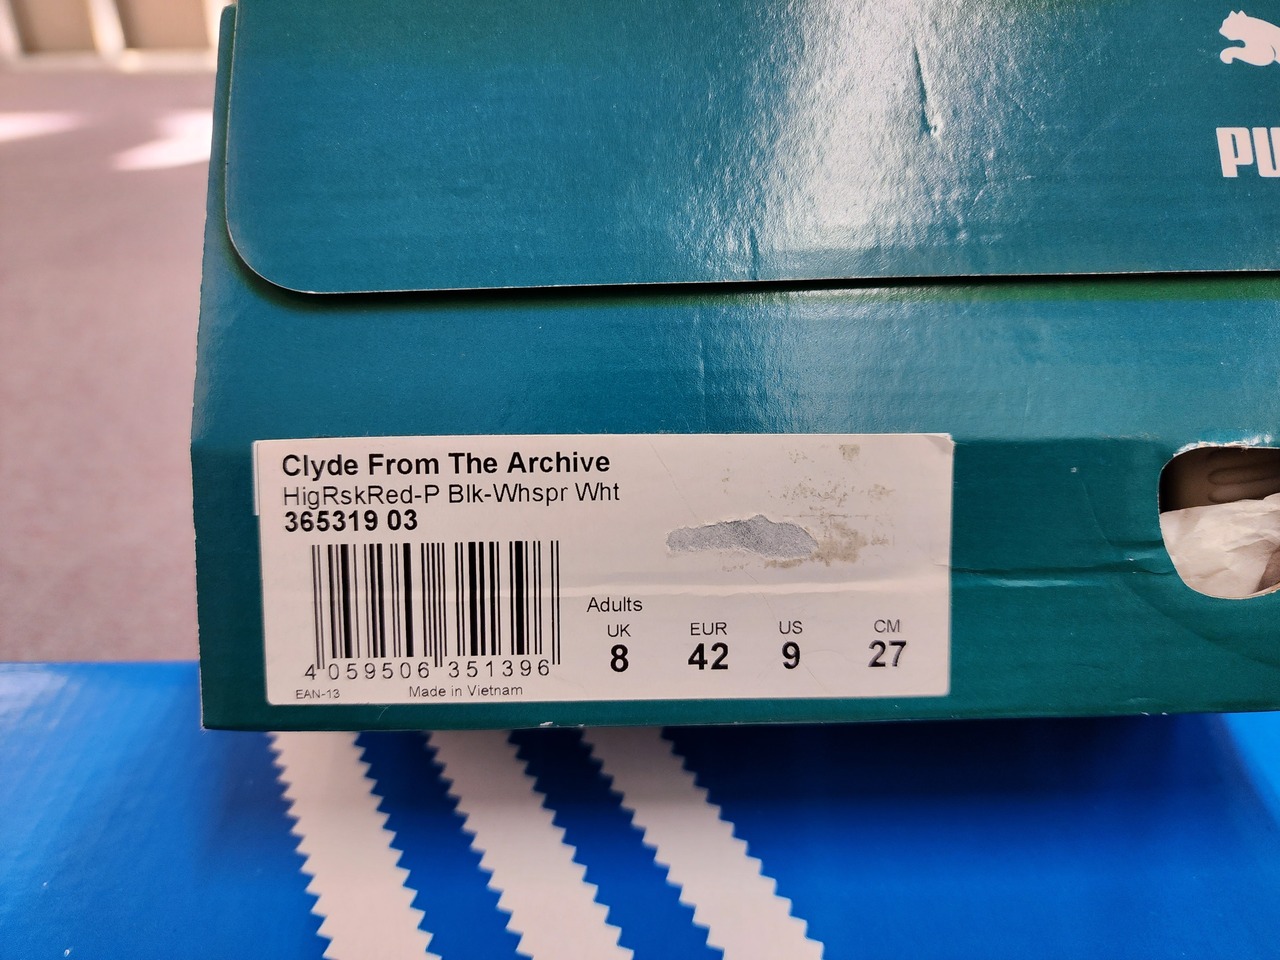 PU
Clyde From The Archive
HigRskRed-P Blk-Whspr Wht
365319 03
4 059506 351396
EAN-13
Made in Vietnam
Adults
UK EUR US CM
8 42 9 27